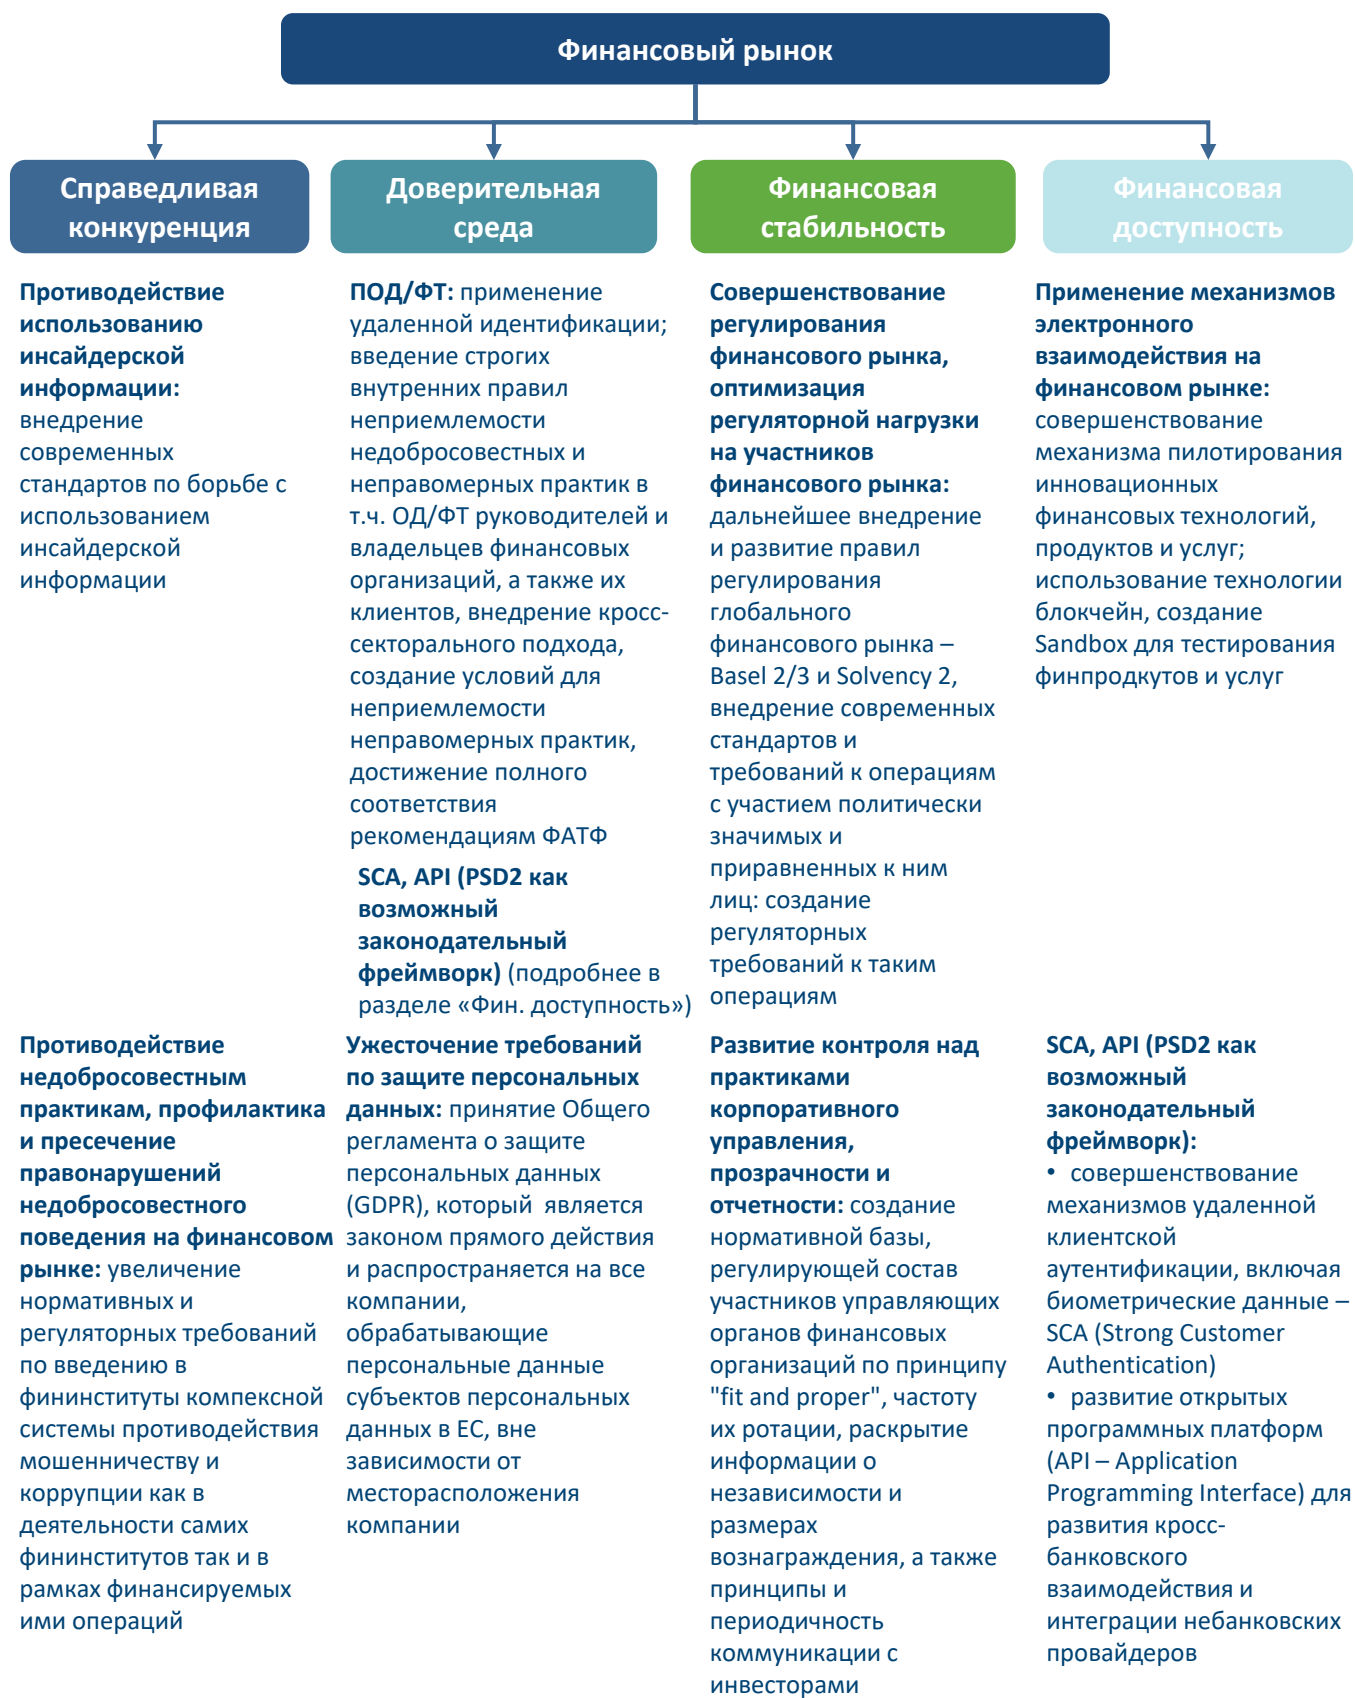 Финансовый рынок
Справедливая
конкуренция
Доверительная
среда
Финансовая
стабильность
Финансовая
доступность
Противодействие
использованию
инсайдерской
информации:
внедрение
современных
стандартов по борьбе с
использованием
инсайдерской
информации
ПОД/ФТ: применение
удаленной идентификации;
введение строгих
внутренних правил
неприемлемости
недобросовестных и
неправомерных практик в
т.ч. ОД/ФТ руководителей и
владельцев финансовых
организаций, а также их
клиентов, внедрение кросс-
секторального подхода,
создание условий для
неприемлемости
неправомерных практик,
достижение полного
соответствия
рекомендациям ФАТФ
SCA, API (PSD2 как
возможный
законодательный
фреймворк) (подробнее в
разделе «Фин. доступность»)
Совершенствование
регулирования
финансового рынка,
оптимизация
регуляторной нагрузки
на участников
финансового рынка:
дальнейшее внедрение
и развитие правил
регулирования
глобального
финансового рынка –
Basel 2/3 и Solvency 2,
внедрение современных
стандартов и
требований к операциям
с участием политически
значимых и
приравненных к ним
лиц: создание
регуляторных
требований к таким
операциям
Применение механизмов
электронного
взаимодействия на
финансовом рынке:
совершенствование
механизма пилотирования
инновационных
финансовых технологий,
продуктов и услуг;
использование технологии
блокчейн, создание
Sandbox для тестирования
финпродкутов и услуг
Противодействие
недобросовестным
практикам, профилактика
и пресечение
правонарушений
недобросовестного
поведения на финансовом
рынке: увеличение
нормативных и
регуляторных требований
по введению в
фининституты компексной
системы противодействия
мошенничеству и
коррупции как в
деятельности самих
фининститутов так и в
рамках финансируемых
ими операций
Ужесточение требований
по защите персональных
данных: принятие Общего
регламента о защите
персональных данных
(GDPR), который  является
законом прямого действия
и распространяется на все
компании,
обрабатывающие
персональные данные
субъектов персональных
данных в ЕС, вне
зависимости от
месторасположения
компании
Развитие контроля над
практиками
корпоративного
управления,
прозрачности и
отчетности: создание
нормативной базы,
регулирующей состав
участников управляющих
органов финансовых
организаций по принципу
"fit and proper", частоту
их ротации, раскрытие
информации о
независимости и
размерах
вознаграждения, а также
принципы и
периодичность
коммуникации с
инвесторами
SCA, API (PSD2 как
возможный
законодательный
фреймворк):
• совершенствование
механизмов удаленной
клиентской
аутентификации, включая
биометрические данные –
SCA (Strong Customer
Authentication)
• развитие открытых
программных платформ
(API – Application
Programming Interface) для
развития кросс-
банковского
взаимодействия и
интеграции небанковских
провайдеров